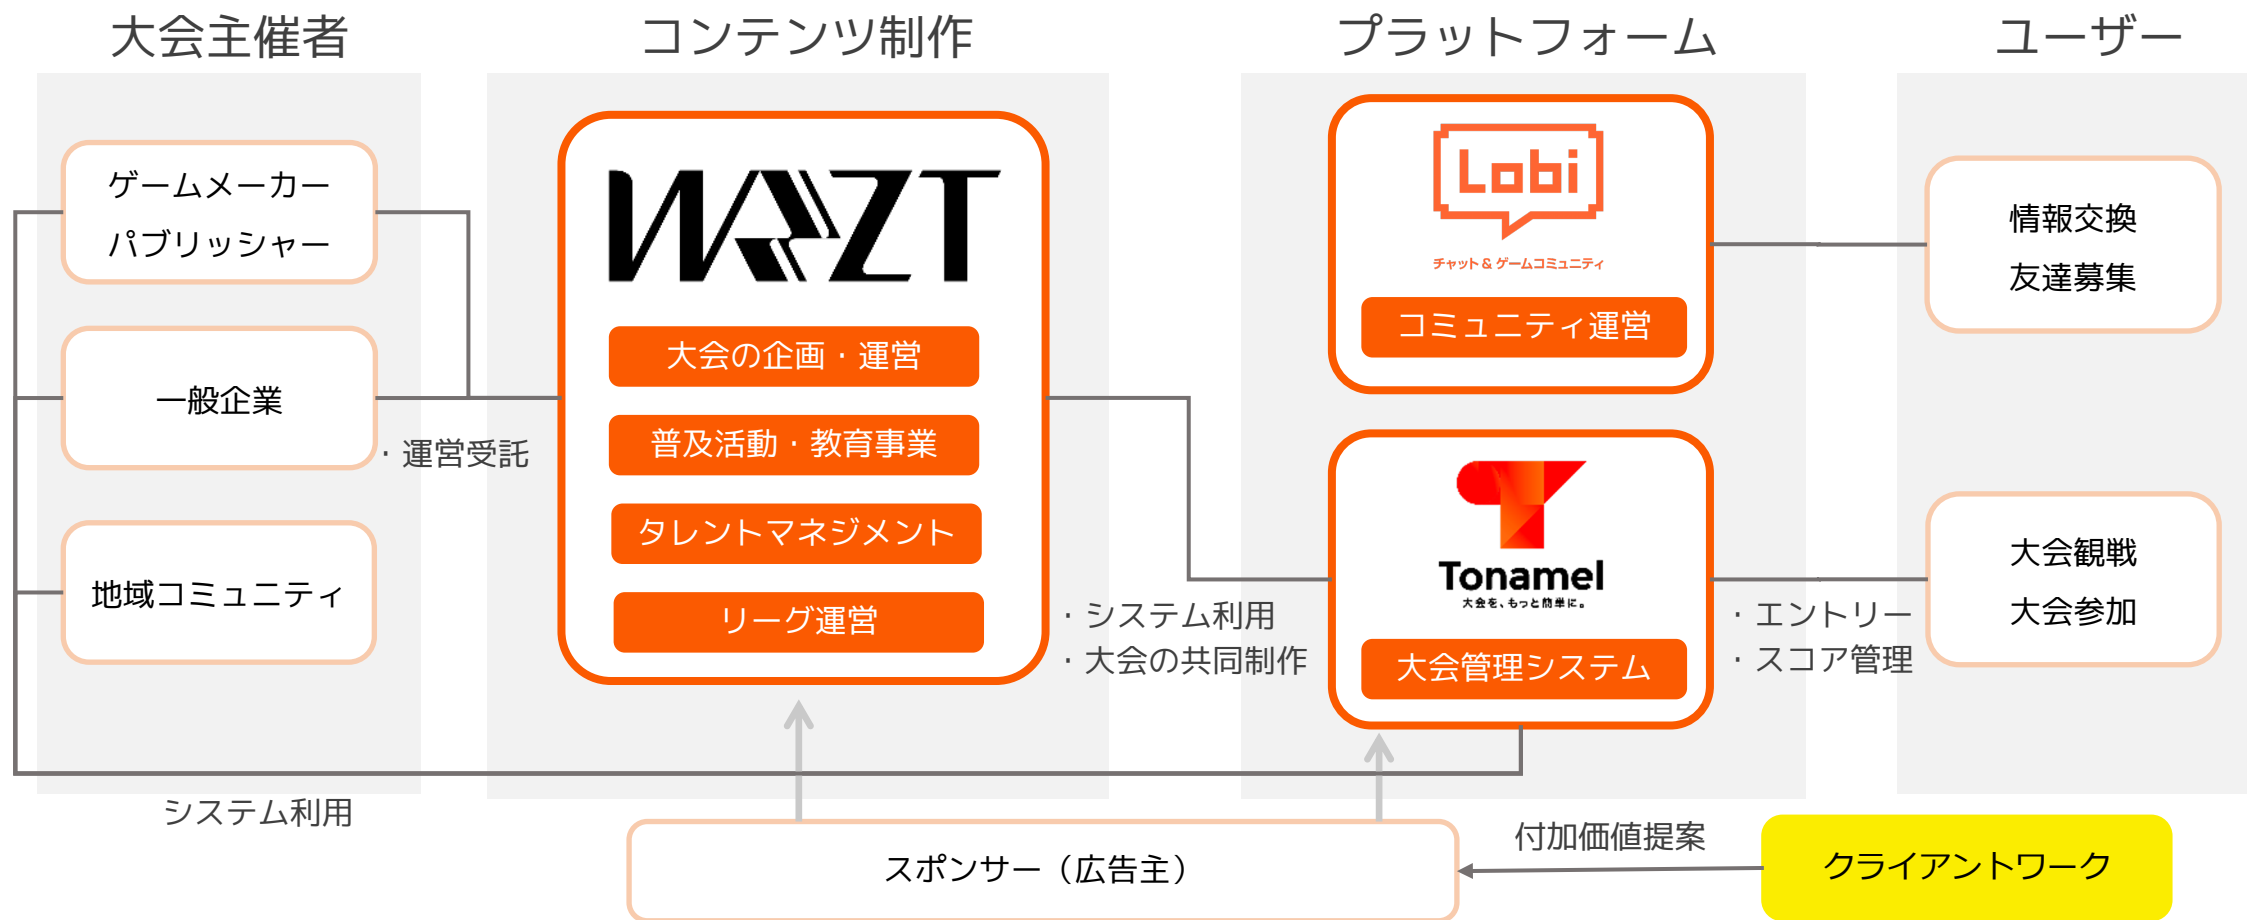 大会主催者
コンテンツ制作
プラットフォーム
ユーザー
ゲームメーカー
パブリッシャー
一般企業
・運営受託
地域コミュニティ
システム利用
WRZZT
大会の企画・運営
普及活動・教育事業
タレントマネジメント
リーグ運営
・システム利用
・大会の共同制作
Lobi
チャット & ゲームコミュニティ
コミュニティ運営
Tonamel
大会を、もっと簡単に。
大会管理システム
・エントリー
・スコア管理
情報交換
友達募集
大会観戦
大会参加
スポンサー（広告主）
付加価値提案
クライアントワーク